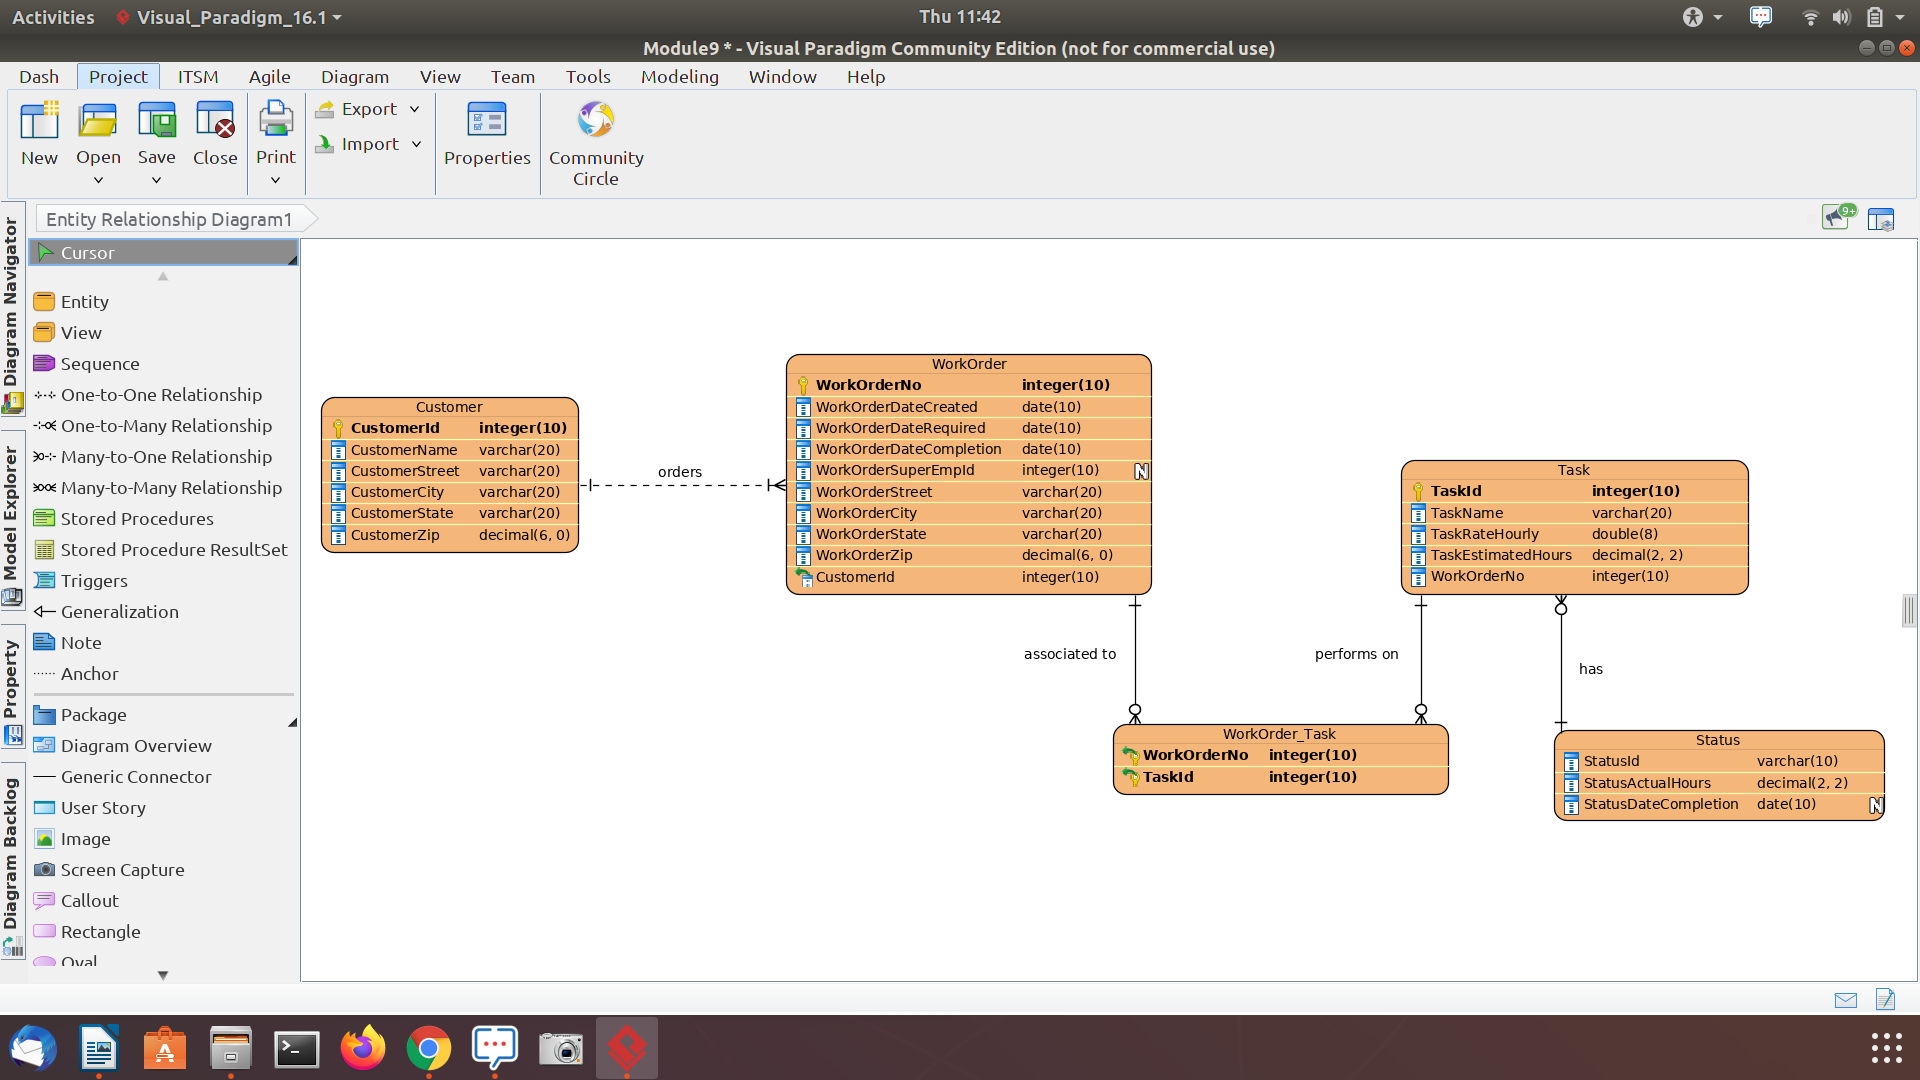 Activities Visual_Paradigm_16.1 Thu 11:42
Module9 * - Visual Paradigm Community Edition (not for commercial use)
Dash Project ITSM Agile Diagram View Team Tools Modeling Window Help
New Open Save Close Print Export Import Properties Community Circle
Entity Relationship Diagram1
9+
Diagram Navigator
Model Explorer
Property
Diagram Backlog
Cursor
Entity
View
Sequence
One-to-One Relationship
One-to-Many Relationship
Many-to-One Relationship
Many-to-Many Relationship
Stored Procedures
Stored Procedure ResultSet
Triggers
Generalization
Note
Anchor
Package
Diagram Overview
Generic Connector
User Story
Image
Screen Capture
Callout
Rectangle
Oval
Customer
CustomerId integer(10)
CustomerName varchar(20)
CustomerStreet varchar(20)
CustomerCity varchar(20)
CustomerState varchar(20)
CustomerZip decimal(6, 0)
orders
WorkOrder
WorkOrderNo integer(10)
WorkOrderDateCreated date(10)
WorkOrderDateRequired date(10)
WorkOrderDateCompletion date(10)
WorkOrderSuperEmpId integer(10) N
WorkOrderStreet varchar(20)
WorkOrderCity varchar(20)
WorkOrderState varchar(20)
WorkOrderZip decimal(6, 0)
CustomerId integer(10)
Task
TaskId integer(10)
TaskName varchar(20)
TaskRateHourly double(8)
TaskEstimatedHours decimal(2, 2)
WorkOrderNo integer(10)
associated to
performs on
has
WorkOrder_Task
WorkOrderNo integer(10)
TaskId integer(10)
Status
StatusId varchar(10)
StatusActualHours decimal(2, 2)
StatusDateCompletion date(10) N